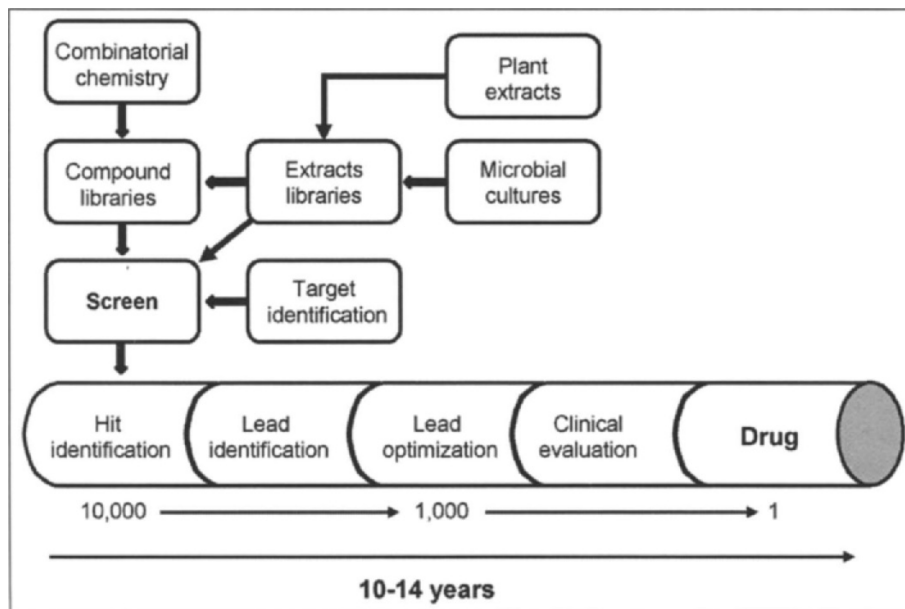 Combinatorial
chemistry
Plant
extracts
Compound
libraries
Extracts
libraries
Microbial
cultures
Screen
Target
identification
Hit
identification
Lead
identification
Lead
optimization
Clinical
evaluation
Drug
10,000
1,000
1
10-14 years